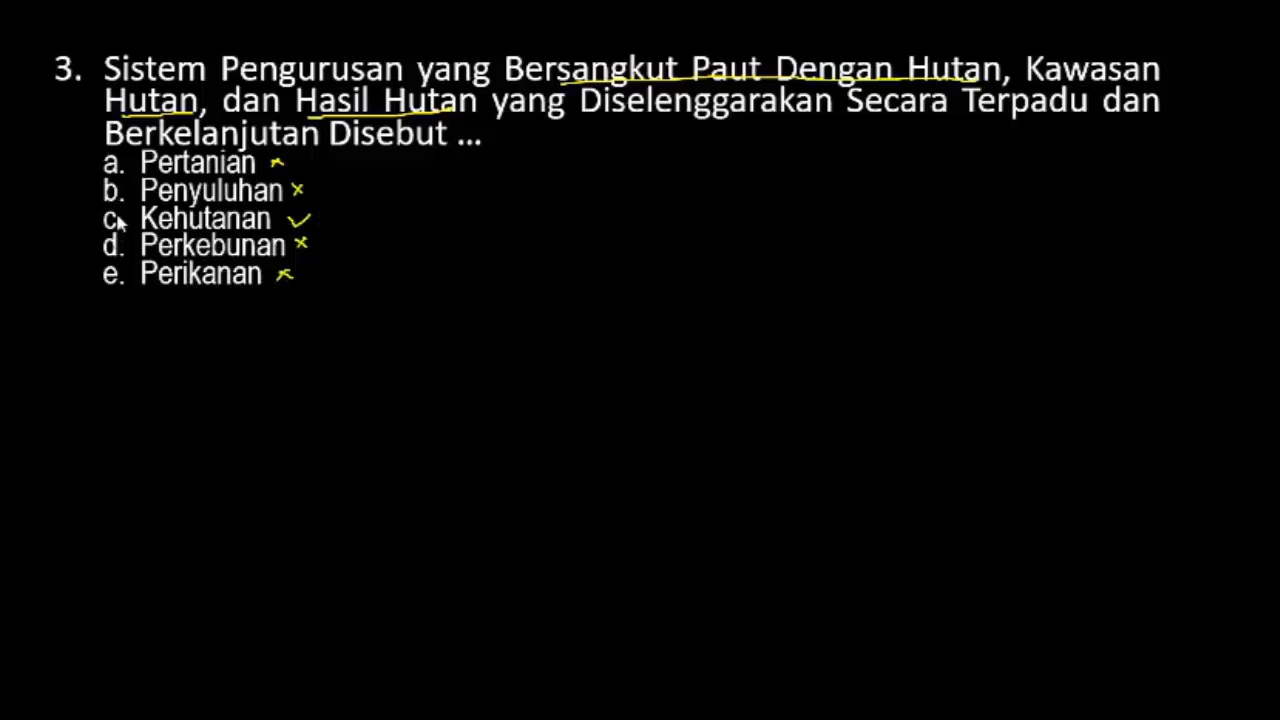 3. Sistem Pengurusan yang Bersangkut Paut Dengan Hutan, Kawasan
Hutan, dan Hasil Hutan yang Diselenggarakan Secara Terpadu dan
Berkelanjutan Disebut ...
a. Pertanian
b. Penyuluhan
c. Kehutanan
d. Perkebunan
e. Perikanan